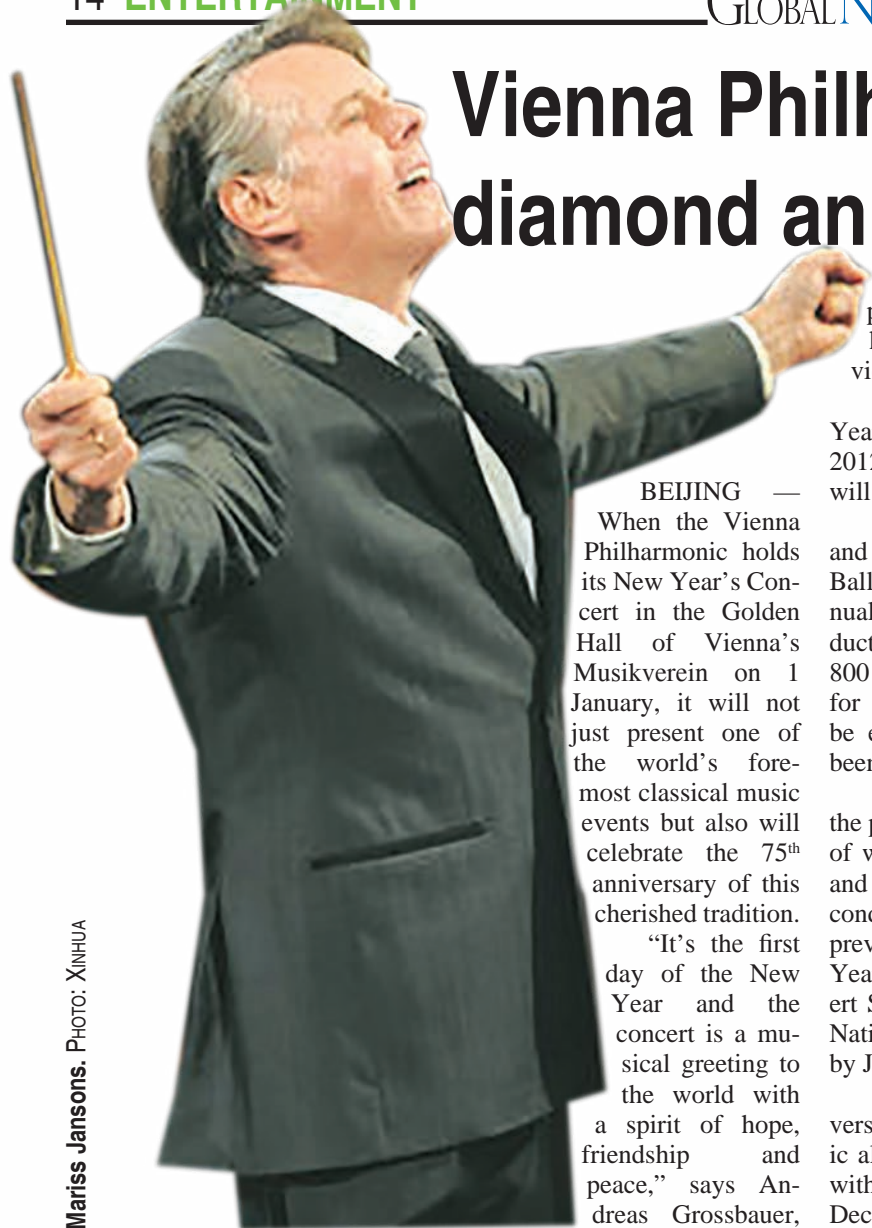 14 ENTERTAINMENT
GLOBAL N
Vienna Philh
diamond an
BEIJING —
When the Vienna
Philharmonic holds
its New Year’s Con-
cert in the Golden
Hall of Vienna’s
Musikverein on 1
January, it will not
just present one of
the world’s fore-
most classical music
events but also will
celebrate the 75th
anniversary of this
cherished tradition.
“It’s the first
day of the New
Year and the
concert is a mu-
sical greeting to
the world with
a spirit of hope,
friendship and
peace,” says An-
dreas Grossbauer,
vi
Yea
2012
will
and
Ball
nual
duct
800
for
be e
been
the p
of w
and
conc
prev
Yea
ert S
Nati
by J
vers
ic al
with
Dec
Mariss Jansons. PHOTO: XINHUA